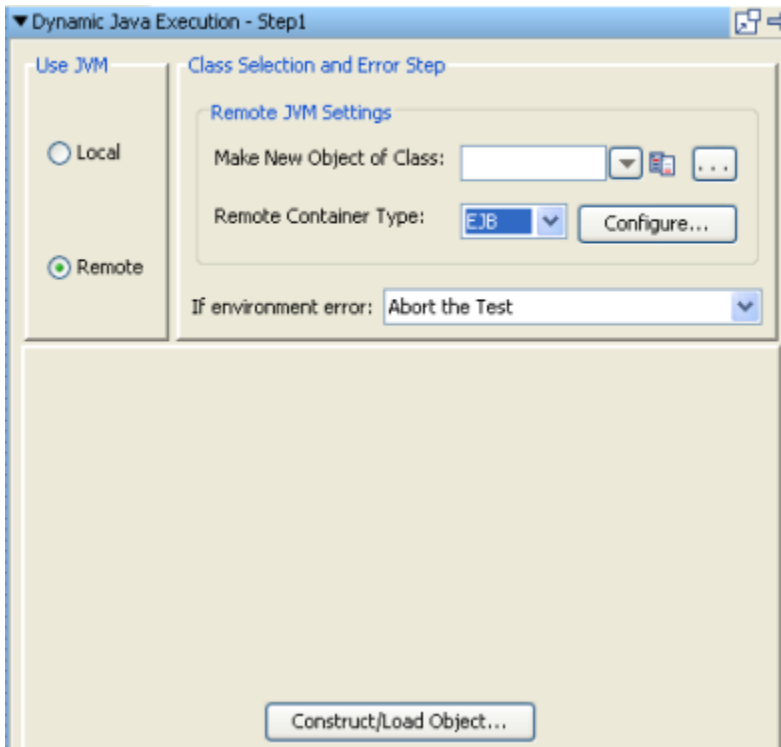 Dynamic Java Execution - Step1
Use JVM
Class Selection and Error Step
Remote JVM Settings
Local
Make New Object of Class:
...
Remote Container Type:
EJB
Configure...
Remote
If environment error:
Abort the Test
Construct/Load Object...